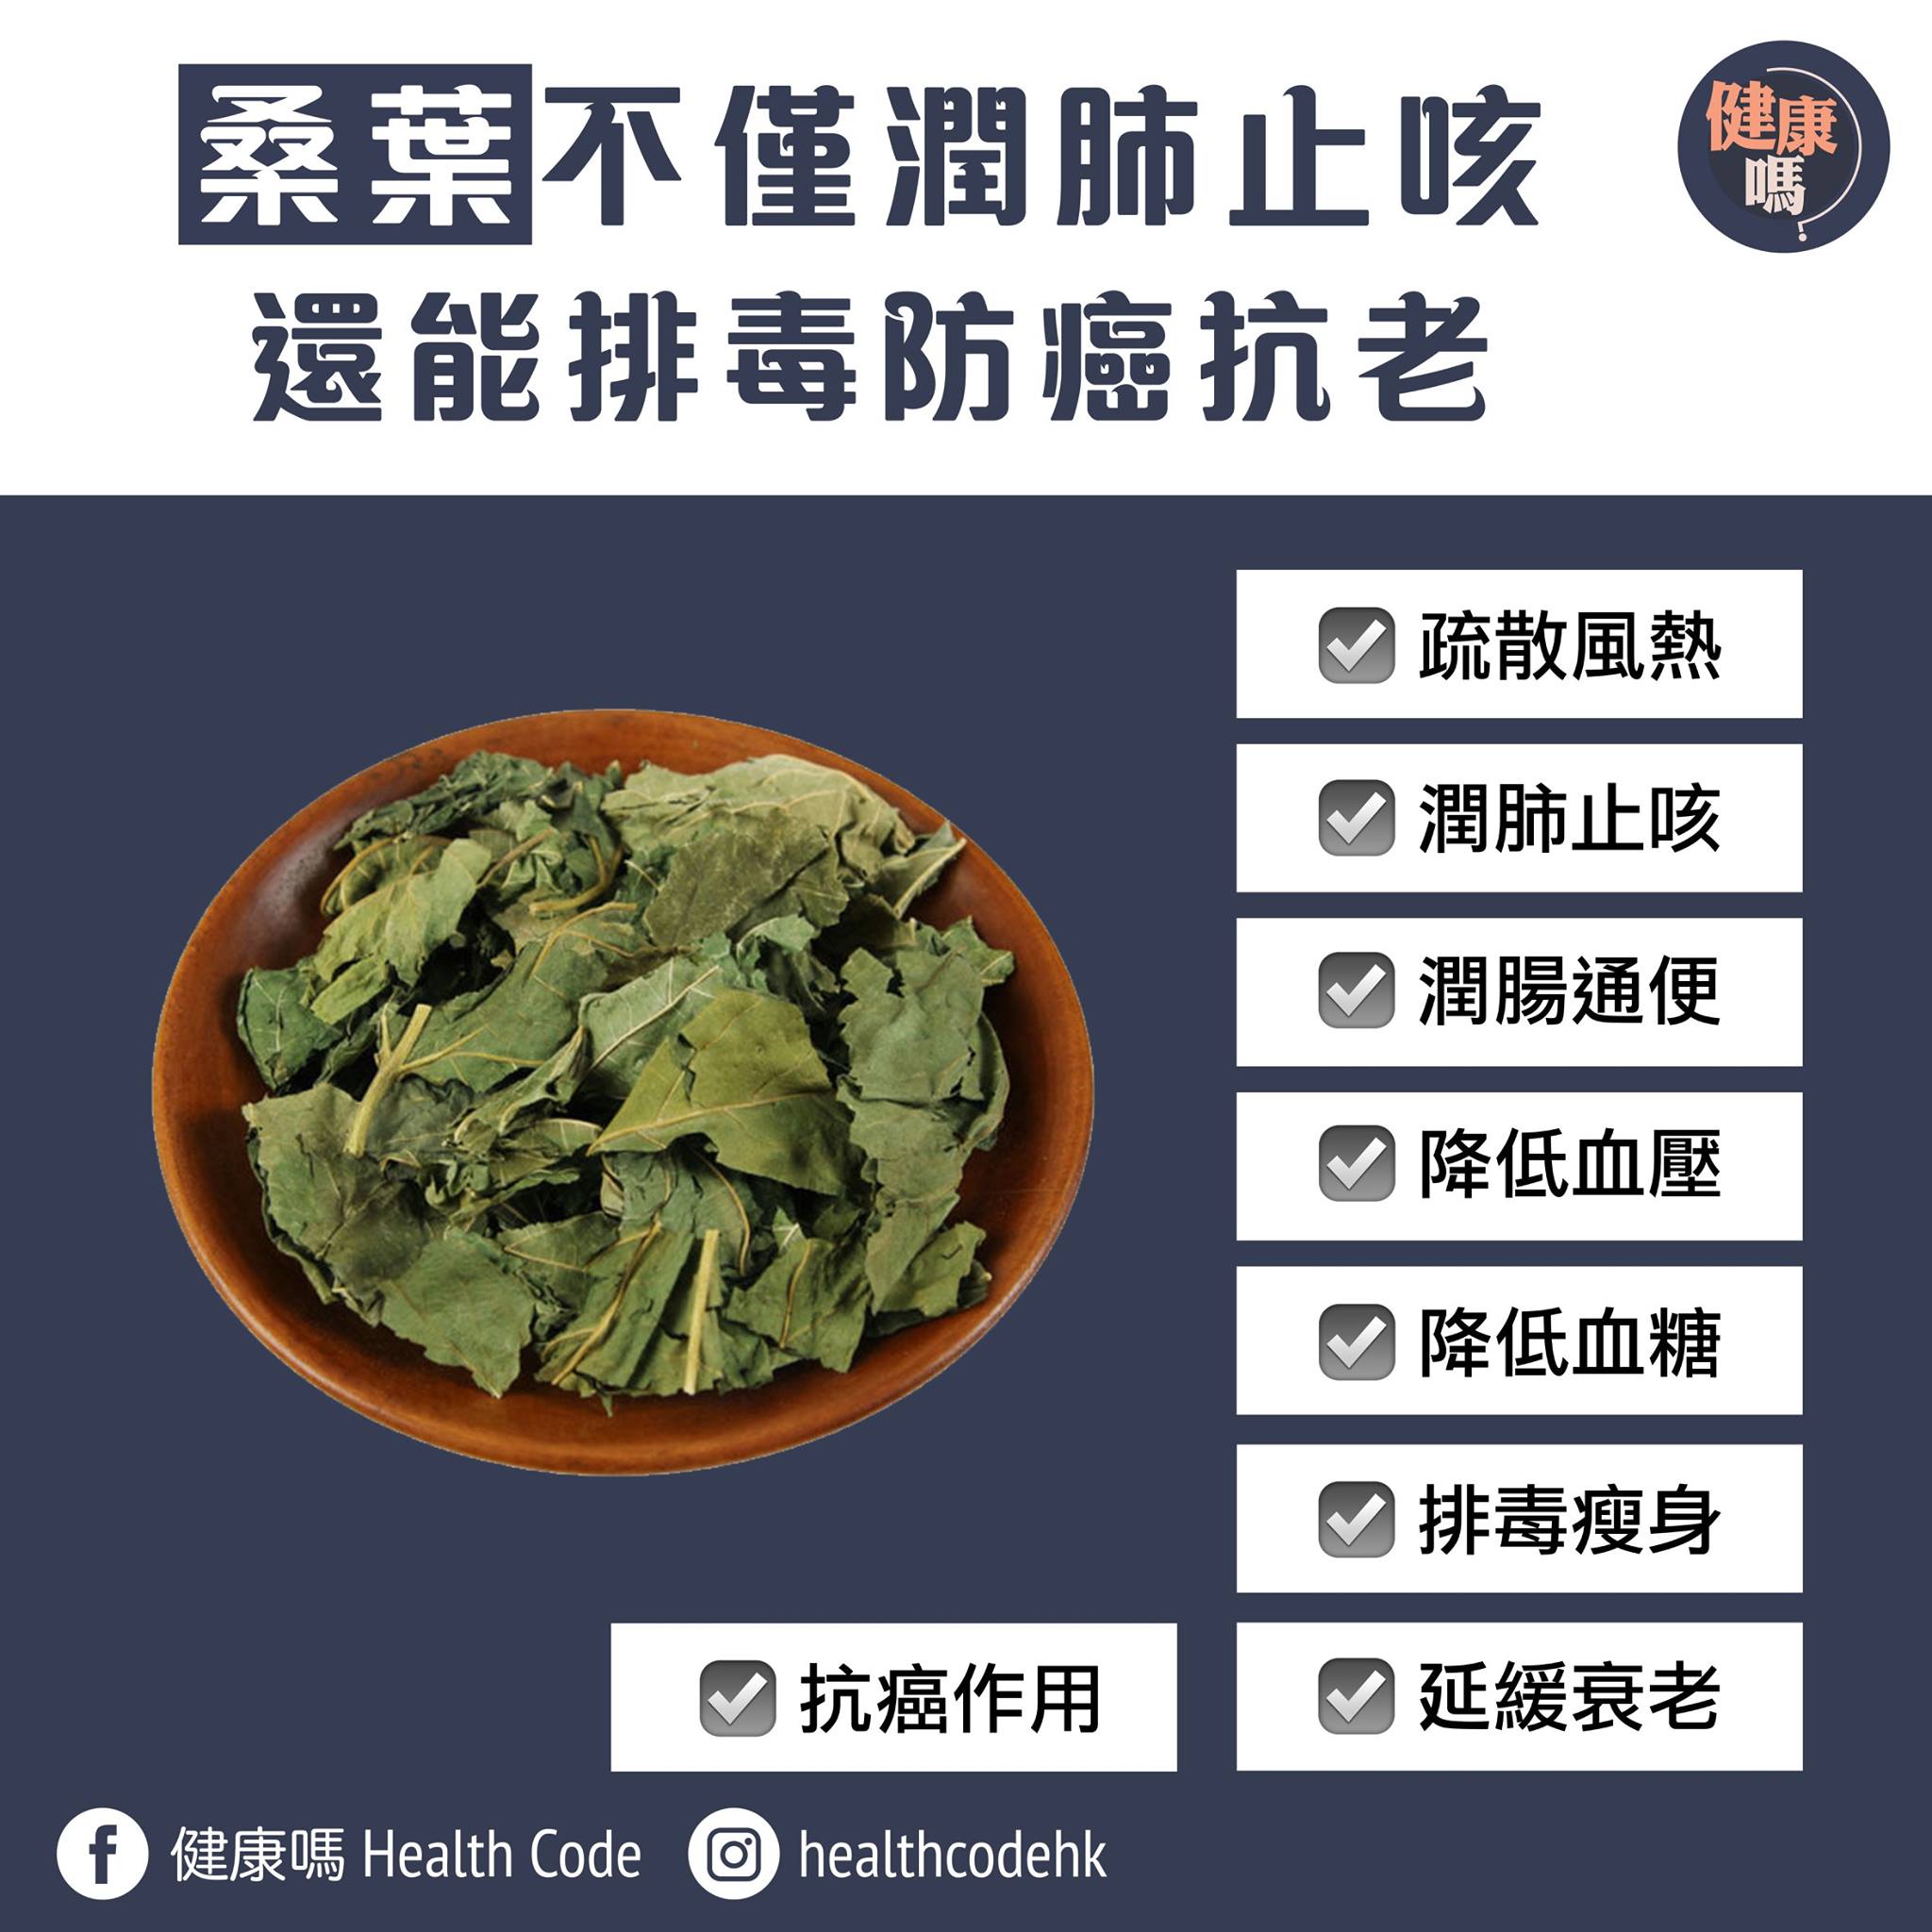 桑葉不僅潤肺止咳
還能排毒防癌抗老
健康
嗎?
疏散風熱
潤肺止咳
潤腸通便
降低血壓
降低血糖
排毒瘦身
抗癌作用
延緩衰老
健康嗎 Health Code
healthcodehk